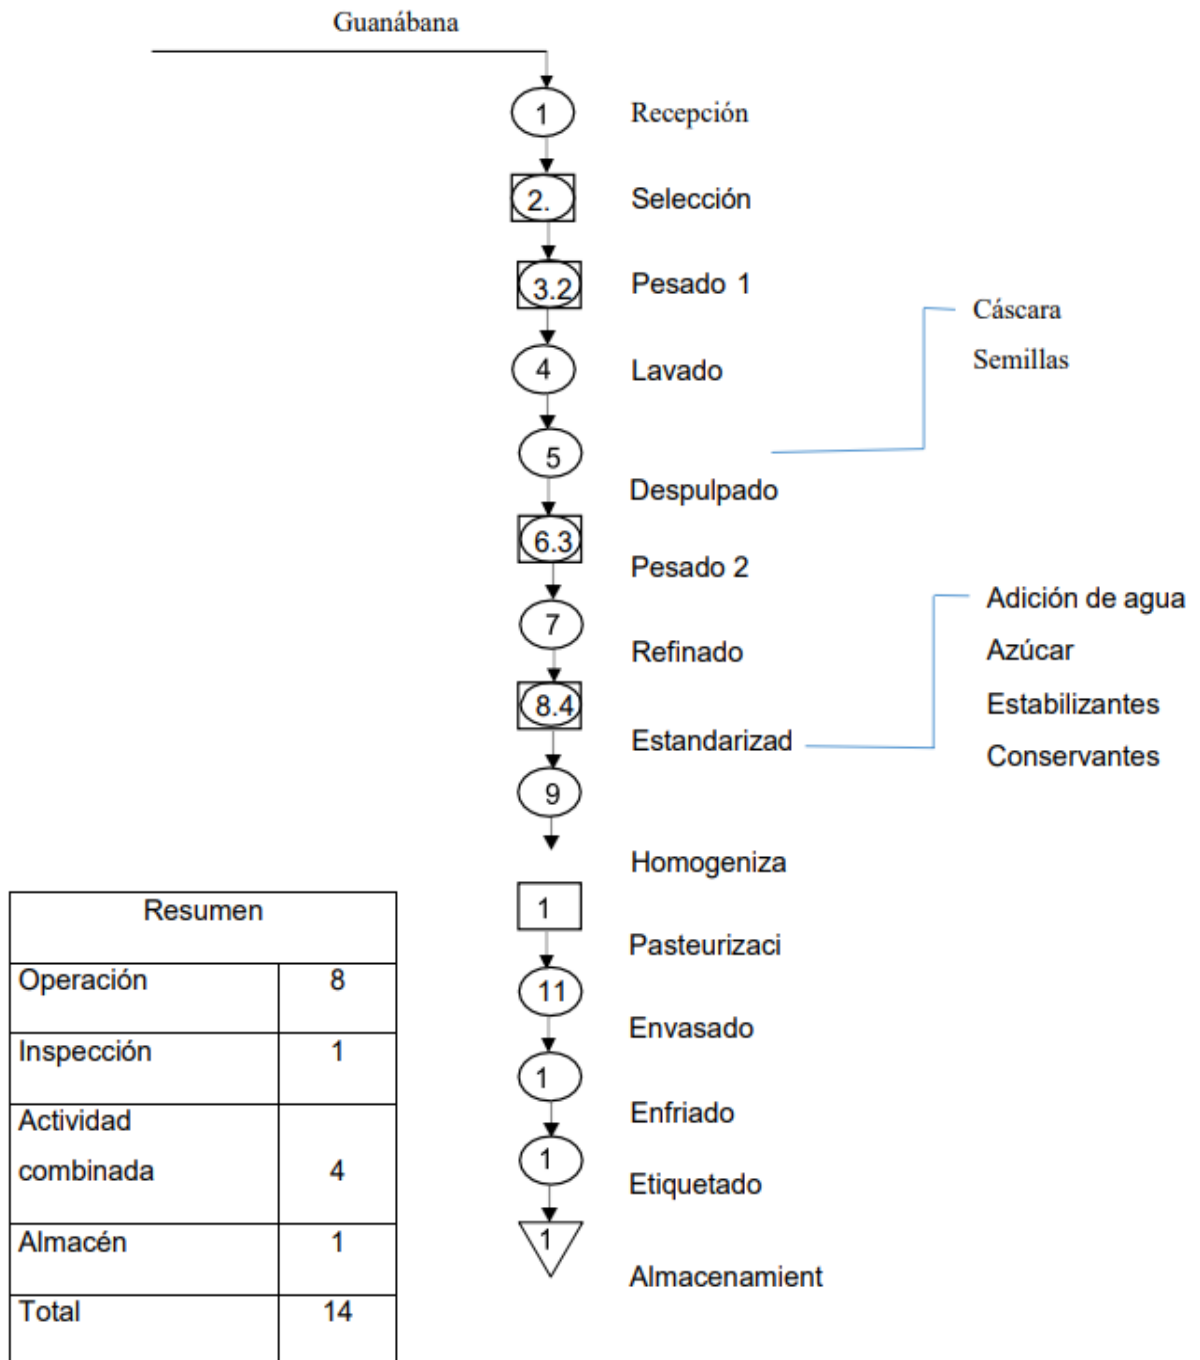 Guanábana
1 Recepción
2. Selección
3.2 Pesado 1
Cáscara
Semillas
4 Lavado
5
Despulpado
6.3
Pesado 2
Adición de agua
Azúcar
Estabilizantes
Conservantes
7
Refinado
8.4
Estandarizad
9
Homogeniza
1
Pasteurizaci
11
Envasado
1
Enfriado
1
Etiquetado
1
Almacenamient
Resumen
Operación 8
Inspección 1
Actividad
combinada 4
Almacén 1
Total 14